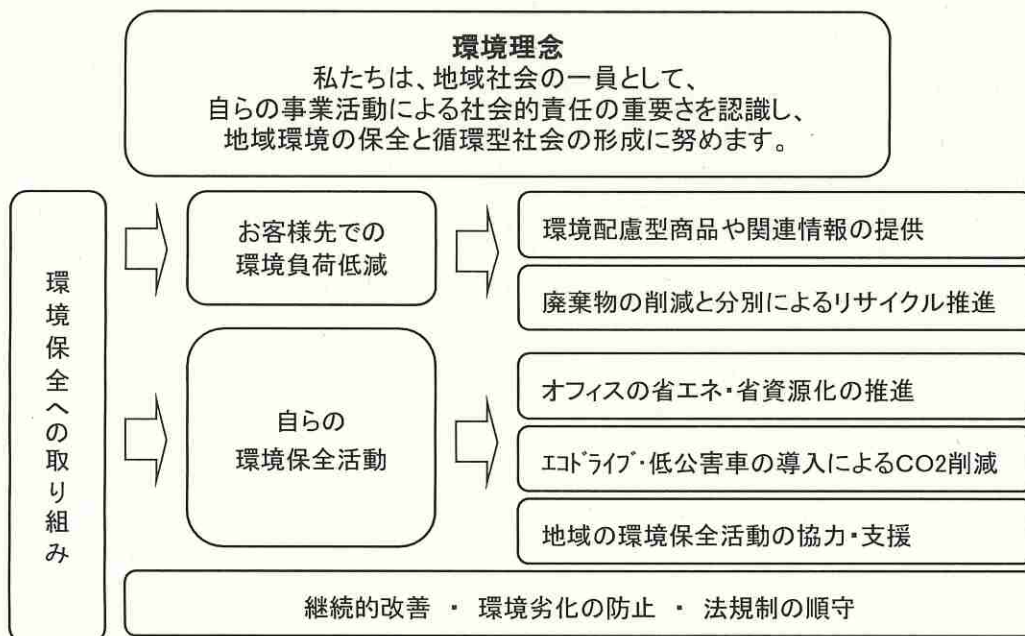 環境理念
私たちは、地域社会の一員として、
自らの事業活動による社会的責任の重要さを認識し、
地域環境の保全と循環型社会の形成に努めます。
環境保全への取り組み
お客様先での
環境負荷低減
環境配慮型商品や関連情報の提供
廃棄物の削減と分別によるリサイクル推進
自らの
環境保全活動
オフィスの省エネ・省資源化の推進
ｴｺﾄﾞﾗｲﾌﾞ・低公害車の導入によるCO2削減
地域の環境保全活動の協力・支援
継続的改善 ・ 環境劣化の防止 ・ 法規制の順守